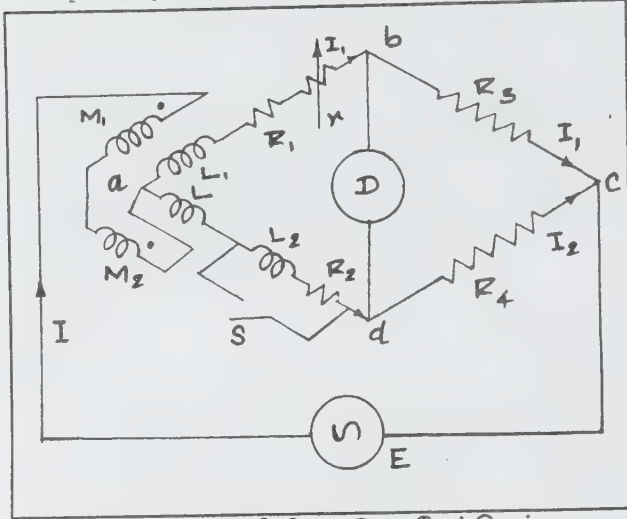 I₁
b
M₁
R₁
r
R₃
a
L₁
D
I₁
L
C
L₂
M₂
R₂
I₂
R₄
S
d
I
E